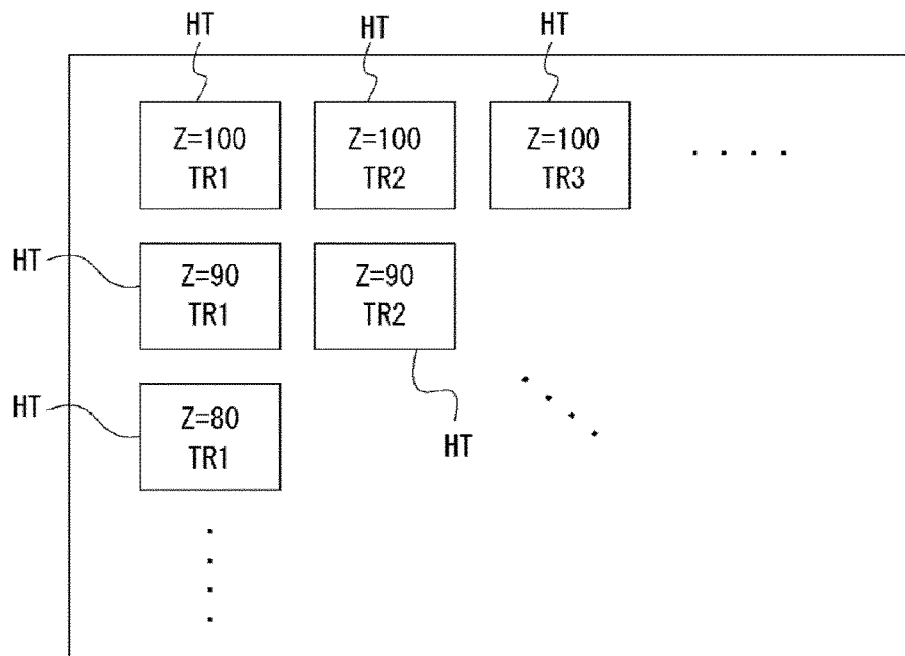 HT HT HT
Z=100 Z=100 Z=100
TR1 TR2 TR3
HT
Z=90 Z=90
TR1 TR2
HT
Z=80
TR1
HT